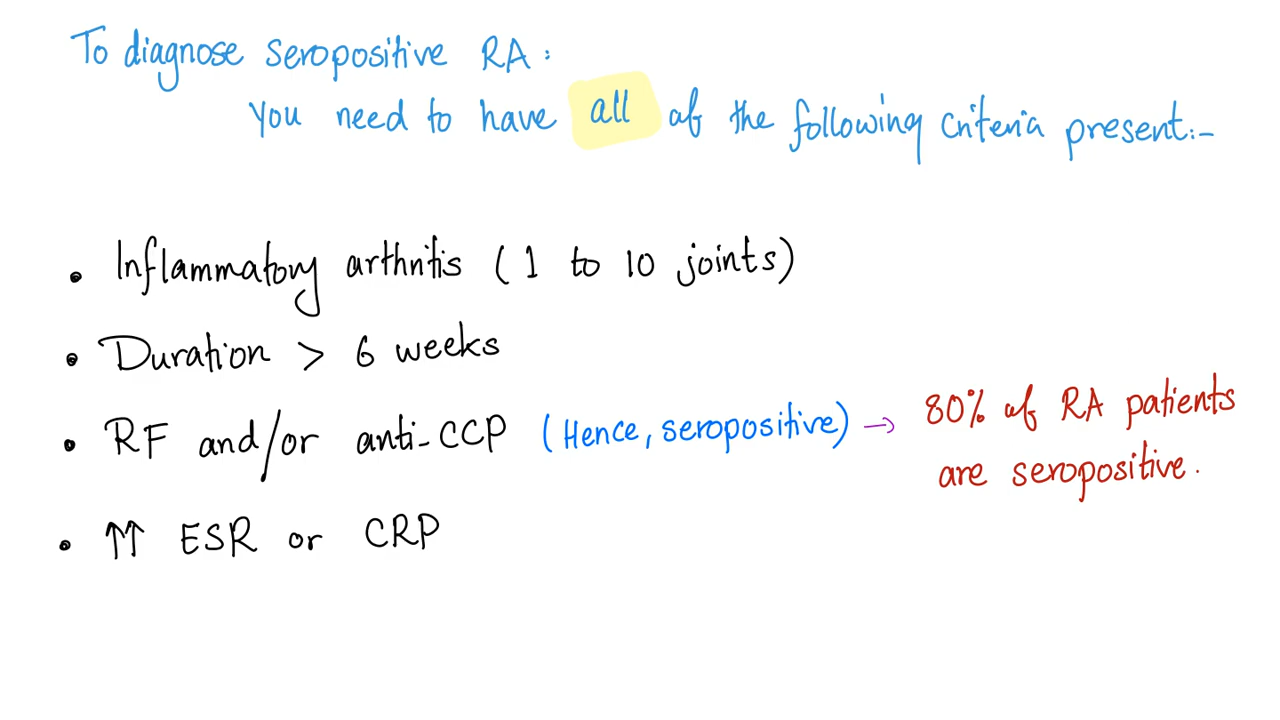 To diagnose seropositive RA:
You need to have all of the following criteria present:-
• Inflammatory arthritis (1 to 10 joints)
• Duration > 6 weeks
• RF and/or anti-CCP (Hence, seropositive) → 80% of RA patients
are seropositive.
• ↑↑ ESR or CRP